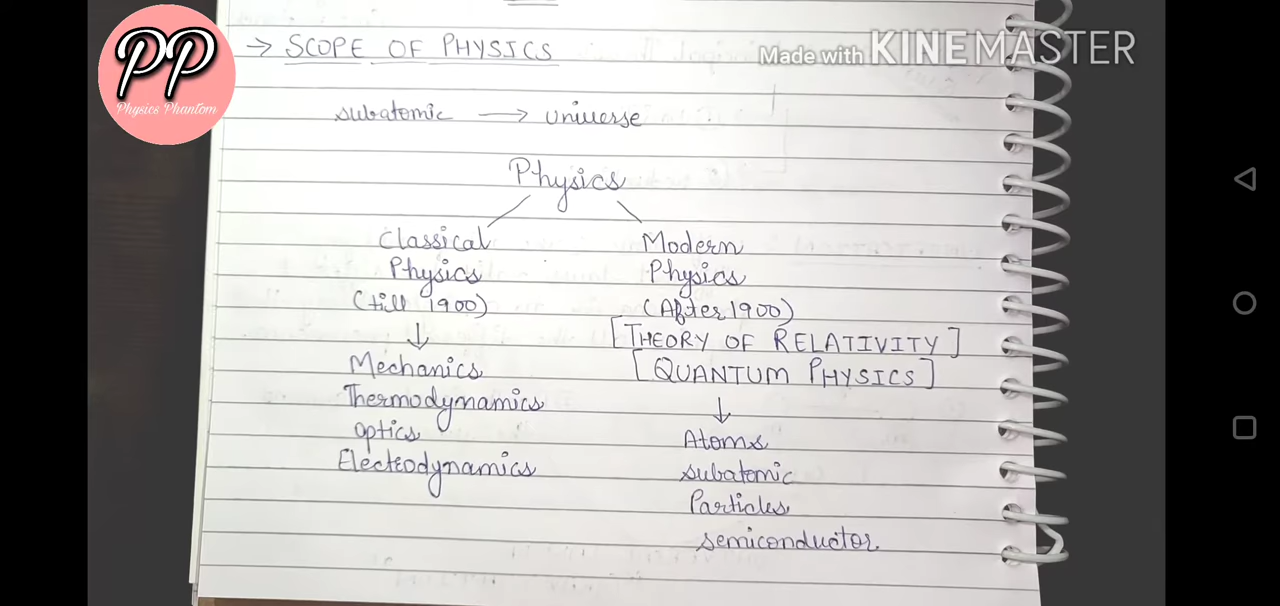 PP
Physics Phantom
Made with KINEMASTER
→ SCOPE OF PHYSICS
subatomic → universe
Physics
Classical Physics (till 1900)
↓
Mechanics
Thermodynamics
optics
Electrodynamics
Modern Physics (After 1900)
[THEORY OF RELATIVITY]
[QUANTUM PHYSICS]
↓
Atoms
subatomic
Particles
semiconductor.